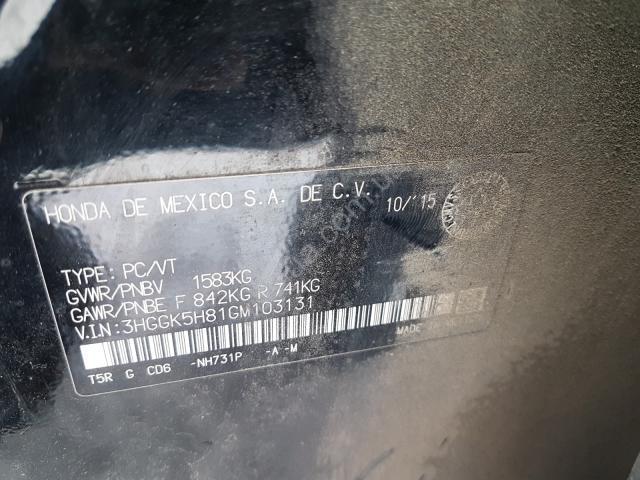 HONDA DE MEXICO S.A. DE C.V. 10/'15
TYPE: PC/VT
GVWR/PNBV 1583KG
GAWR/PNBE F 842KG R 741KG
V.IN: 3HGGK5H81GM103131
MADE
T5R G CD6 -NH731P -A -M